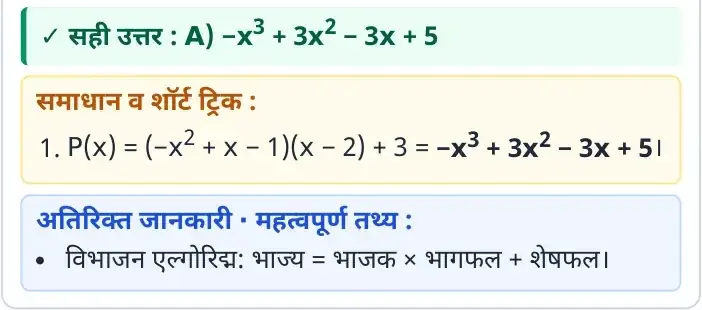 ✓ सही उत्तर : A) −x³ + 3x² − 3x + 5
समाधान व शॉर्ट ट्रिक :
1. P(x) = (−x² + x − 1)(x − 2) + 3 = −x³ + 3x² − 3x + 5।
अतिरिक्त जानकारी · महत्वपूर्ण तथ्य :
• विभाजन एल्गोरिद्म: भाज्य = भाजक × भागफल + शेषफल।